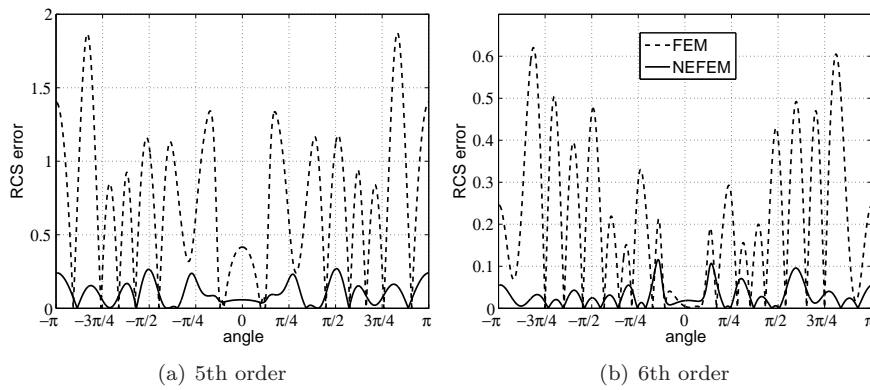 2
1.5
1
0.5
0
RCS error
−π
−3π/4
−π/2
−π/4
0
π/4
π/2
3π/4
π
angle
(a) 5th order
0.6
0.5
0.4
0.3
0.2
0.1
0
RCS error
FEM
NEFEM
−π
−3π/4
−π/2
−π/4
0
π/4
π/2
3π/4
π
angle
(b) 6th order